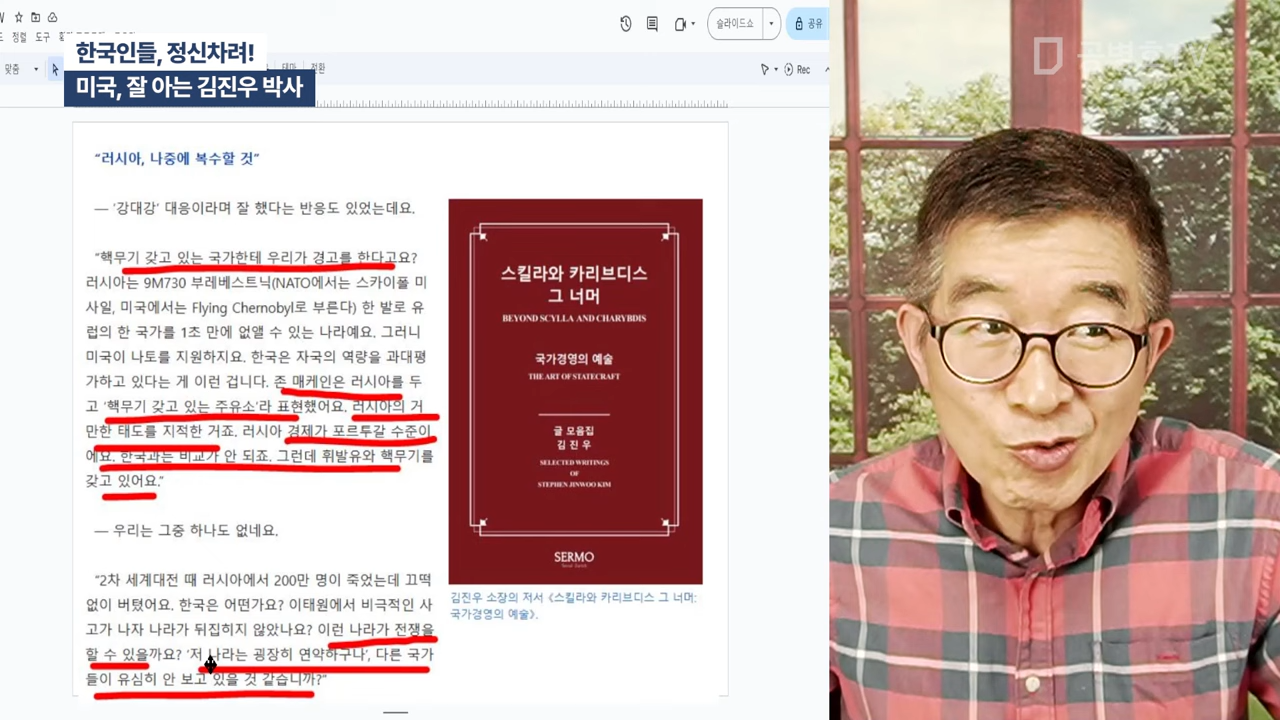 한국인들, 정신차려!
미국, 잘 아는 김진우 박사
정렬 도구
슬라이드쇼
공유
맞춤
테마 전환
Rec
“러시아, 나중에 복수할 것”
— ‘강대강’ 대응이라며 잘 했다는 반응도 있었는데요.
“핵무기 갖고 있는 국가한테 우리가 경고를 한다고요?
러시아는 9M730 부레베스트닉(NATO에서는 스카이폴 미
사일, 미국에서는 Flying Chernobyl로 부른다) 한 발로 유
럽의 한 국가를 1초 만에 없앨 수 있는 나라예요. 그러니
미국이 나토를 지원하지요. 한국은 자국의 역량을 과대평
가하고 있다는 게 이런 겁니다. 존 매케인은 러시아를 두
고 ‘핵무기 갖고 있는 주유소’라 표현했어요. 러시아의 거
만한 태도를 지적한 거죠. 러시아 경제가 포르투갈 수준이
에요. 한국과는 비교가 안 되죠. 그런데 휘발유와 핵무기를
갖고 있어요.”
— 우리는 그중 하나도 없네요.
“2차 세계대전 때 러시아에서 200만 명이 죽었는데 끄떡
없이 버텼어요. 한국은 어떤가요? 이태원에서 비극적인 사
고가 나자 나라가 뒤집히지 않았나요? 이런 나라가 전쟁을
할 수 있을까요? ‘저 나라는 굉장히 연약하구나’, 다른 국가
들이 유심히 안 보고 있을 것 같습니까?”
스킬라와 카리브디스
그 너머
BEYOND SCYLLA AND CHARYBDIS
국가경영의 예술
THE ART OF STATECRAFT
글 모음집
김 진 우
SELECTED WRITINGS
OF
STEPHEN JINWOO KIM
SERMO
김진우 소장의 저서 《스킬라와 카리브디스 그 너머:
국가경영의 예술》.